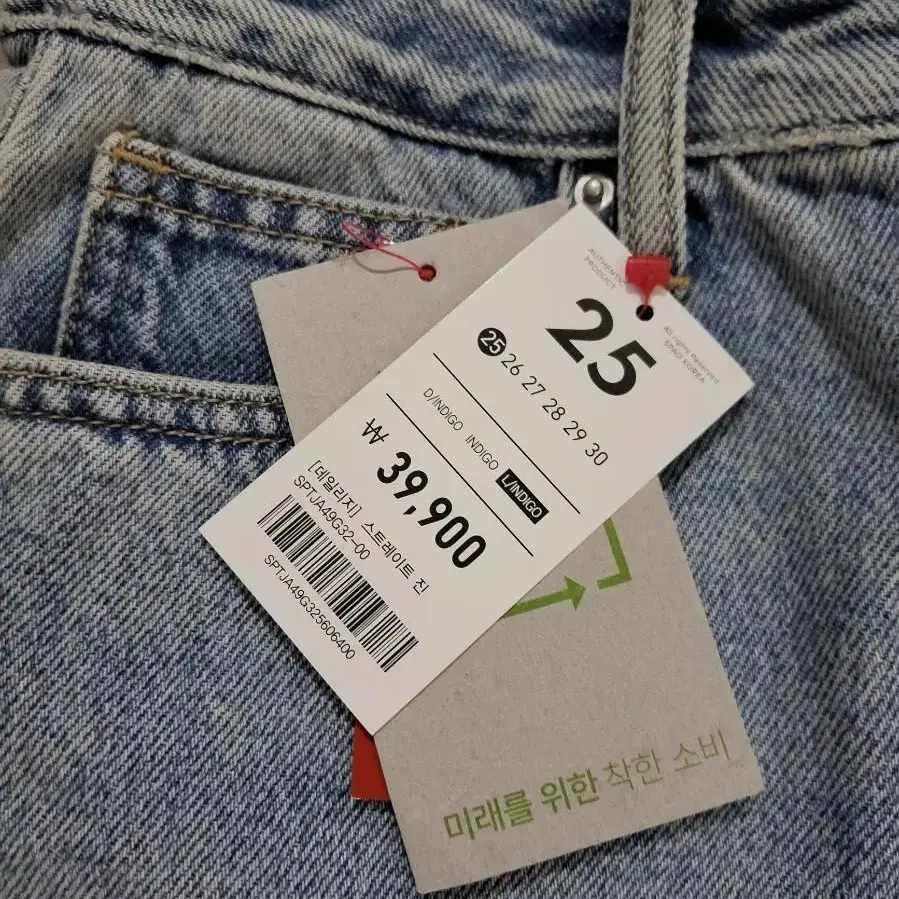 AUTHENTIC
PRODUCT
All rights Reserved
SPAO KOREA
25
25 26 27 28 29 30
D/INDIGO INDIGO L/INDIGO
₩ 39,900
[데일리지] 스트레이트 진
SPTJA49G32-00
SPTJA49G325606400
미래를 위한 착한 소비